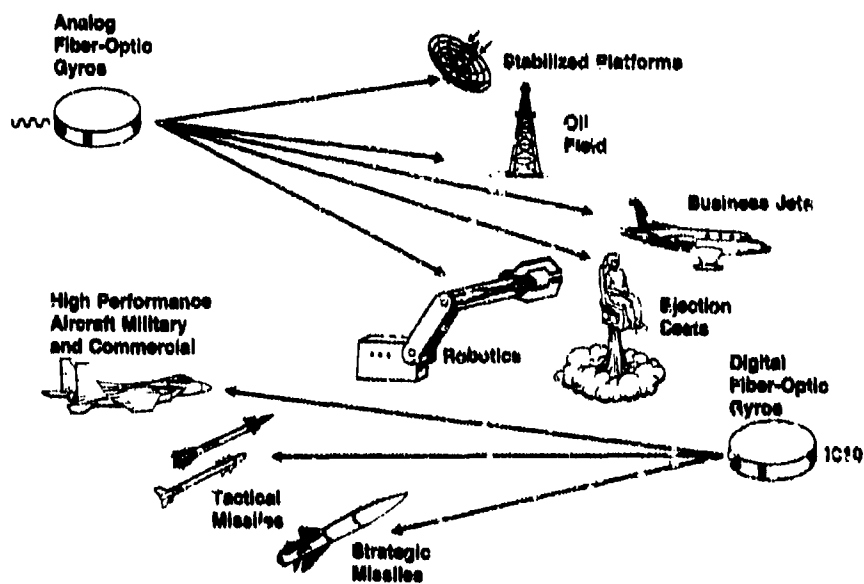 Analog
Fiber-Optic
Gyros
Stabilized Platforms
Oil
Field
Business Jets
Ejection
Seats
Robotics
High Performance
Aircraft Military
and Commercial
Digital
Fiber-Optic
Gyros
1010
Tactical
Missiles
Strategic
Missiles